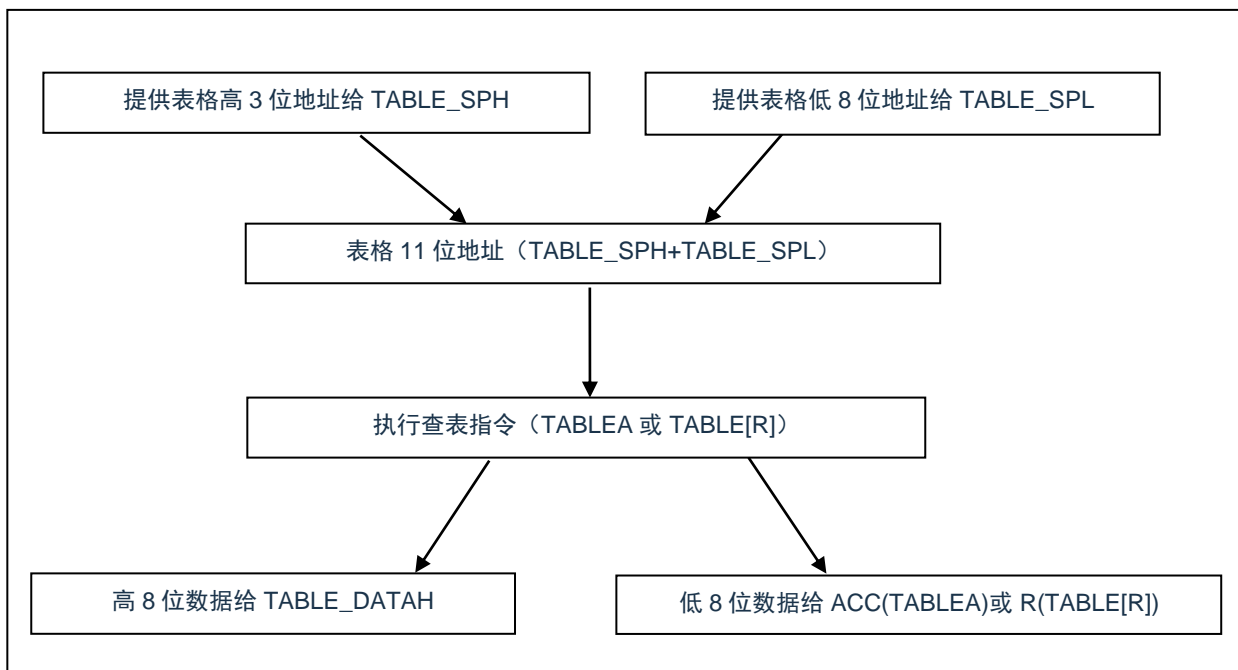 提供表格高 3 位地址给 TABLE_SPH
提供表格低 8 位地址给 TABLE_SPL
表格 11 位地址（TABLE_SPH+TABLE_SPL）
执行查表指令（TABLEA 或 TABLE[R]）
高 8 位数据给 TABLE_DATAH
低 8 位数据给 ACC(TABLEA)或 R(TABLE[R])